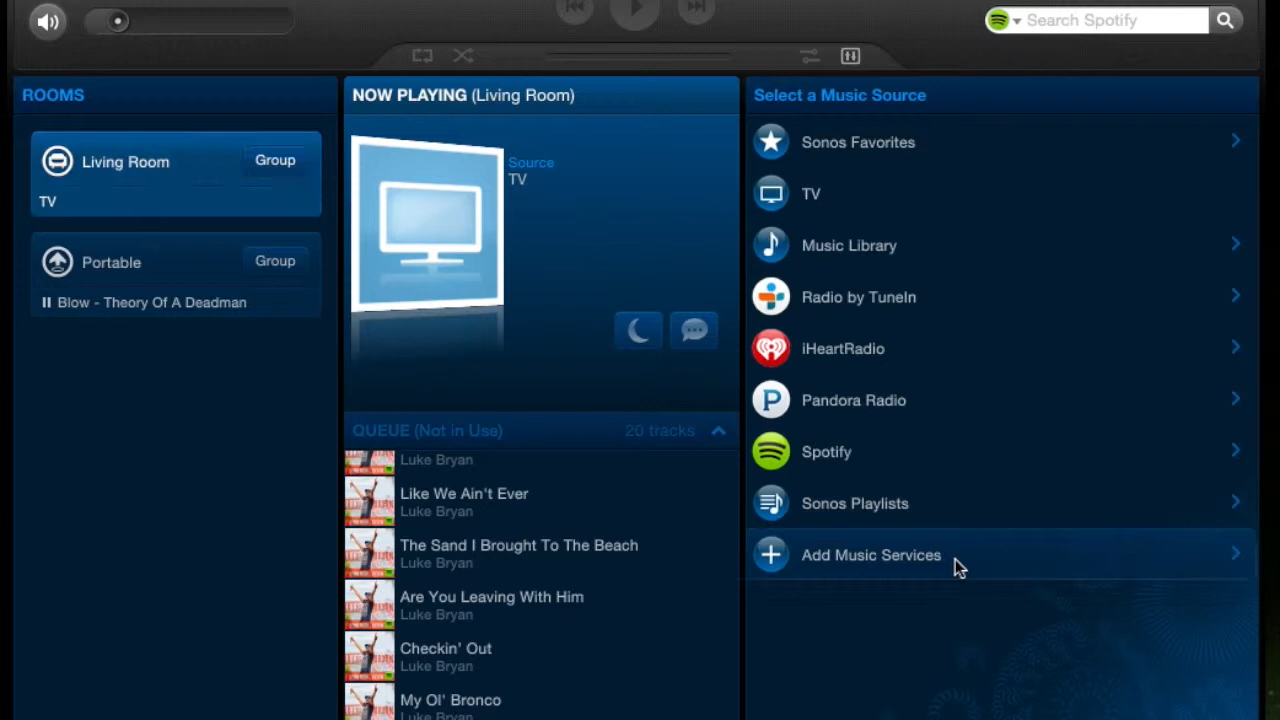 Search Spotify
ROOMS
Living Room
Group
TV
Portable
Group
Blow - Theory Of A Deadman
NOW PLAYING (Living Room)
Source
TV
QUEUE (Not in Use)
20 tracks
Luke Bryan
Like We Ain't Ever
Luke Bryan
The Sand I Brought To The Beach
Luke Bryan
Are You Leaving With Him
Luke Bryan
Checkin' Out
Luke Bryan
My Ol' Bronco
Luke Bryan
Select a Music Source
Sonos Favorites
TV
Music Library
Radio by TuneIn
iHeartRadio
Pandora Radio
P
Spotify
Sonos Playlists
Add Music Services